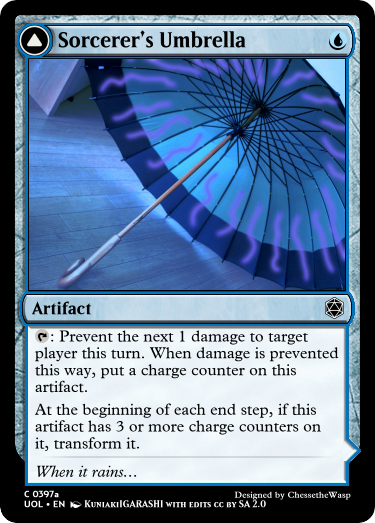 Sorcerer's Umbrella
Artifact
: Prevent the next 1 damage to target
player this turn. When damage is prevented
this way, put a charge counter on this
artifact.
At the beginning of each end step, if this
artifact has 3 or more charge counters on
it, transform it.
When it rains…
C 0397a
Designed by ChessetheWasp
UOL • EN KuniakiIGARASHI with edits cc by SA 2.0